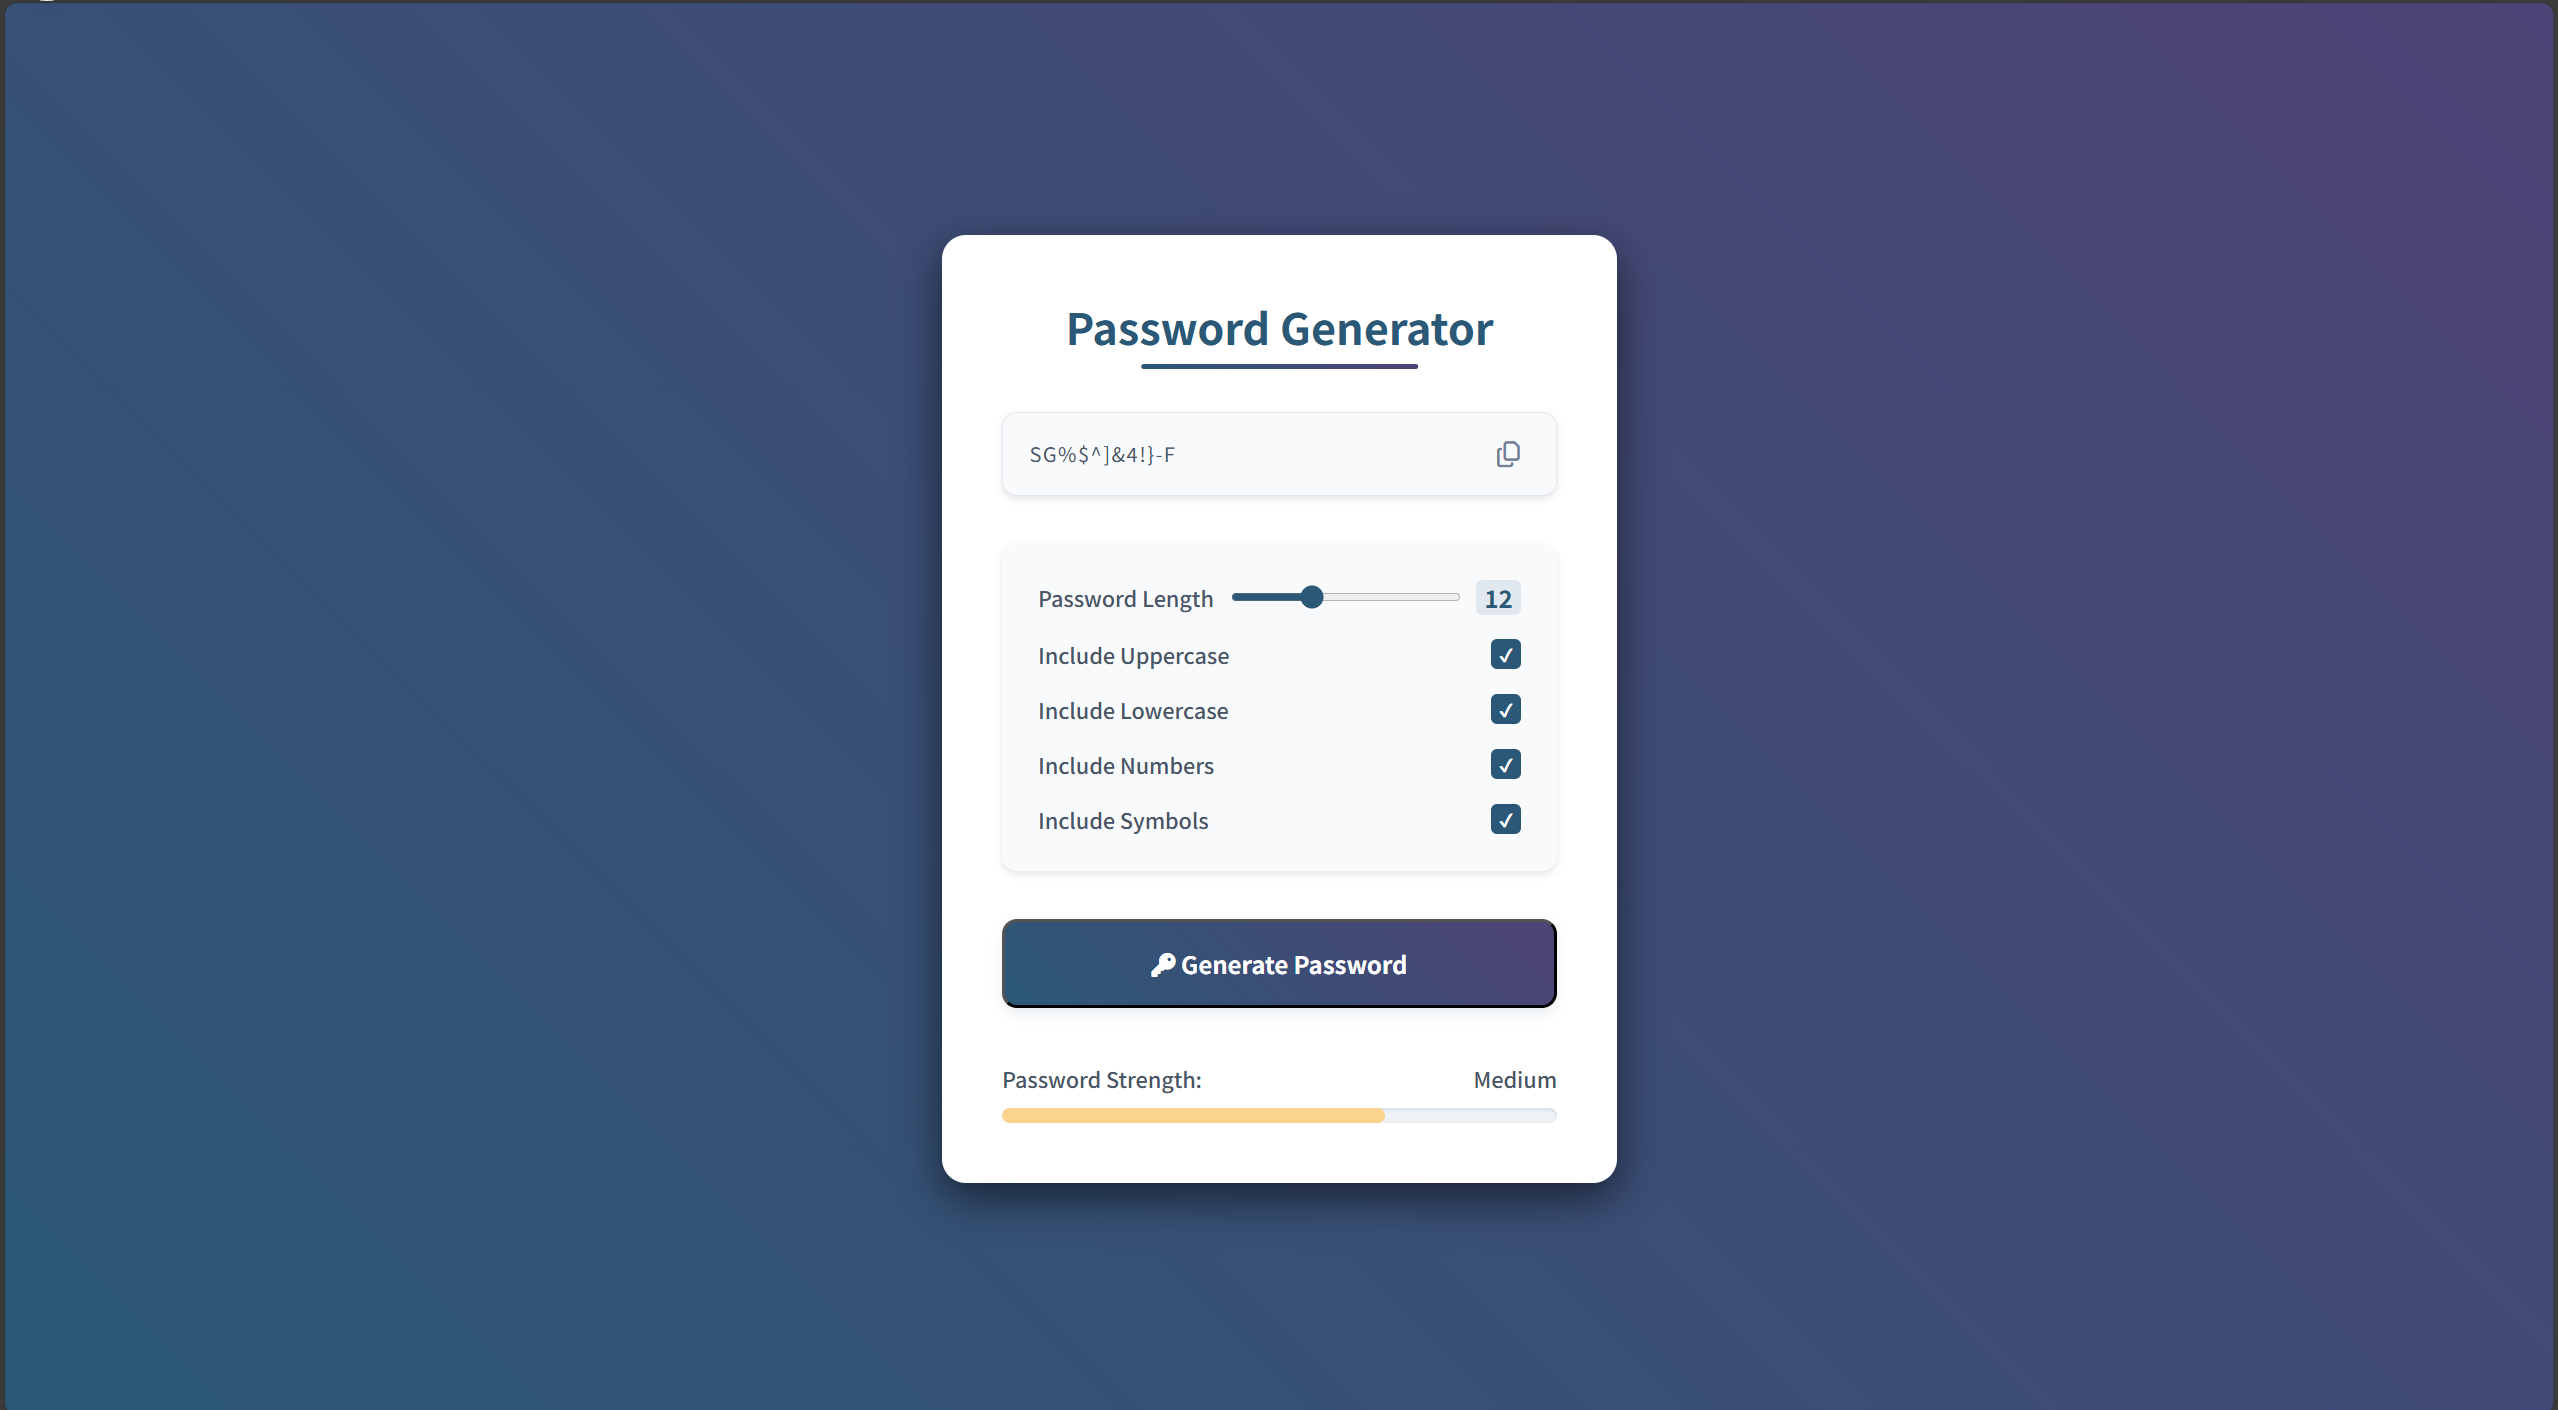 Password Generator
SG%$^]&4!}-F
Password Length 12
Include Uppercase
Include Lowercase
Include Numbers
Include Symbols
Generate Password
Password Strength: Medium